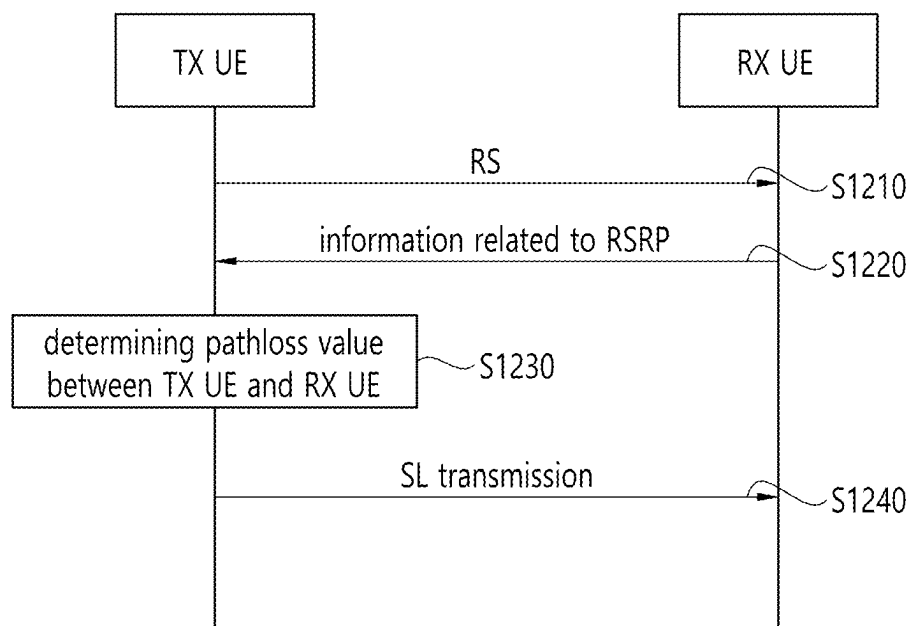 TX UE
RX UE
RS
S1210
information related to RSRP
S1220
determining pathloss value
between TX UE and RX UE
S1230
SL transmission
S1240